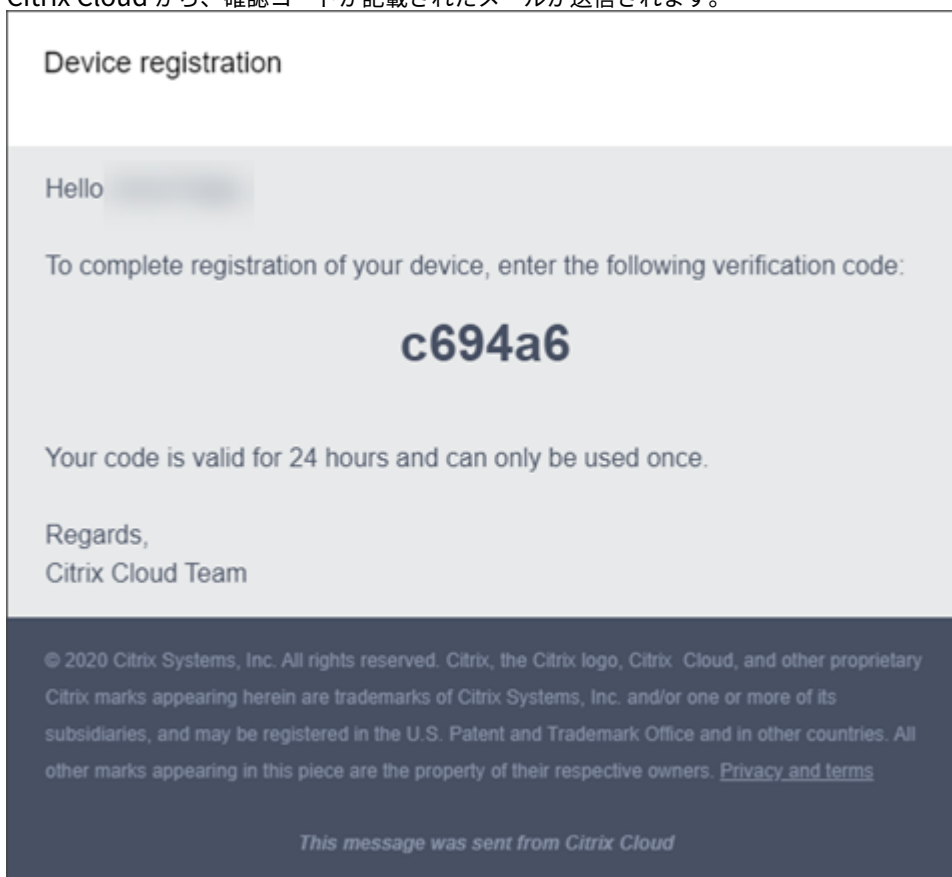 Citrix Cloud から、確認コードが記載されたメールが送信されます。
Device registration
Hello
To complete registration of your device, enter the following verification code:
c694a6
Your code is valid for 24 hours and can only be used once.
Regards,
Citrix Cloud Team
© 2020 Citrix Systems, Inc. All rights reserved. Citrix, the Citrix logo, Citrix Cloud, and other proprietary
Citrix marks appearing herein are trademarks of Citrix Systems, Inc. and/or one or more of its
subsidiaries, and may be registered in the U.S. Patent and Trademark Office and in other countries. All
other marks appearing in this piece are the property of their respective owners. Privacy and terms
This message was sent from Citrix Cloud